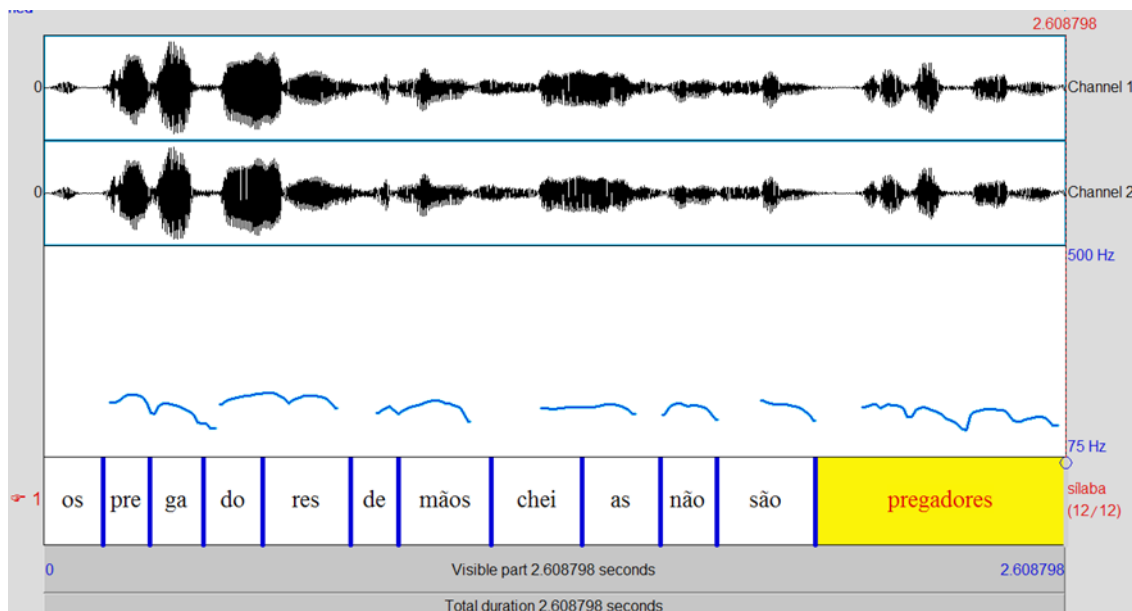 2.608798
0 Channel 1
0 Channel 2
500 Hz
75 Hz
1 os pre ga do res de mãos chei as não são pregadores sílaba
(12/12)
0 Visible part 2.608798 seconds 2.608798
Total duration 2.608798 seconds